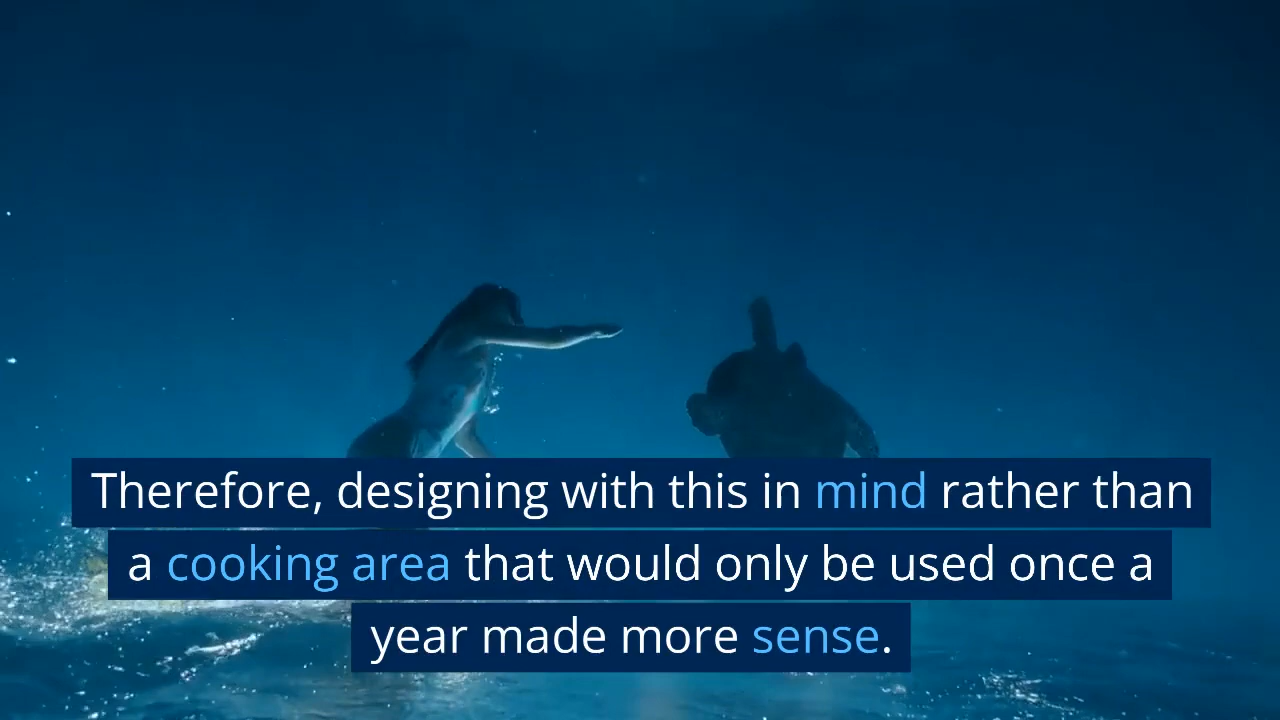 Therefore, designing with this in mind rather than
a cooking area that would only be used once a
year made more sense.